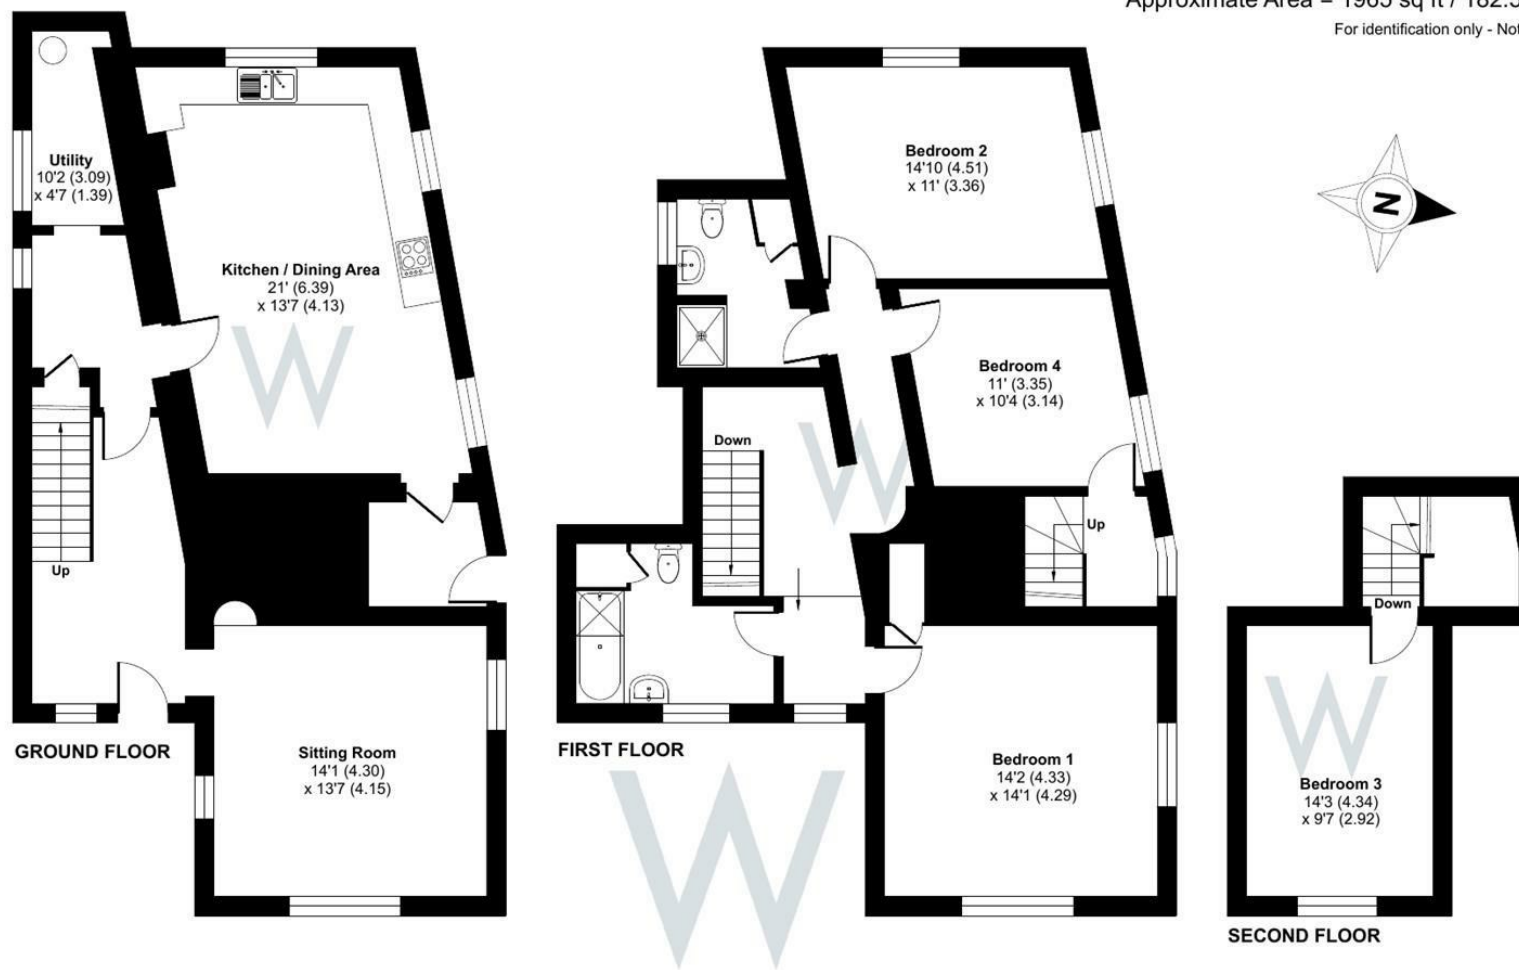 Approximate Area = 1965 sq ft / 182.5
For identification only - Not
Utility
10'2 (3.09)
x 4'7 (1.39)
Kitchen / Dining Area
21' (6.39)
x 13'7 (4.13)
W
Up
Sitting Room
14'1 (4.30)
x 13'7 (4.15)
GROUND FLOOR
Bedroom 2
14'10 (4.51)
x 11' (3.36)
Bedroom 4
11' (3.35)
x 10'4 (3.14)
Down
W
Up
Bedroom 1
14'2 (4.33)
x 14'1 (4.29)
FIRST FLOOR
W
N
Down
W
Bedroom 3
14'3 (4.34)
x 9'7 (2.92)
SECOND FLOOR